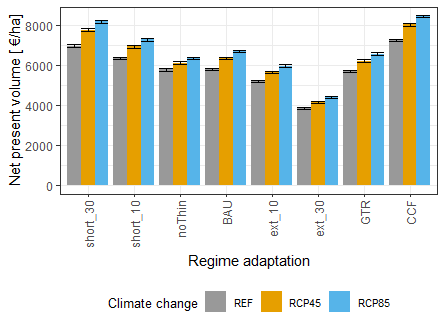 Net present volume [ €/ha]
8000
6000
4000
2000
0
short_30
short_10
noThin
BAU
ext_10
ext_30
GTR
CCF
Regime adaptation
Climate change
REF
RCP45
RCP85